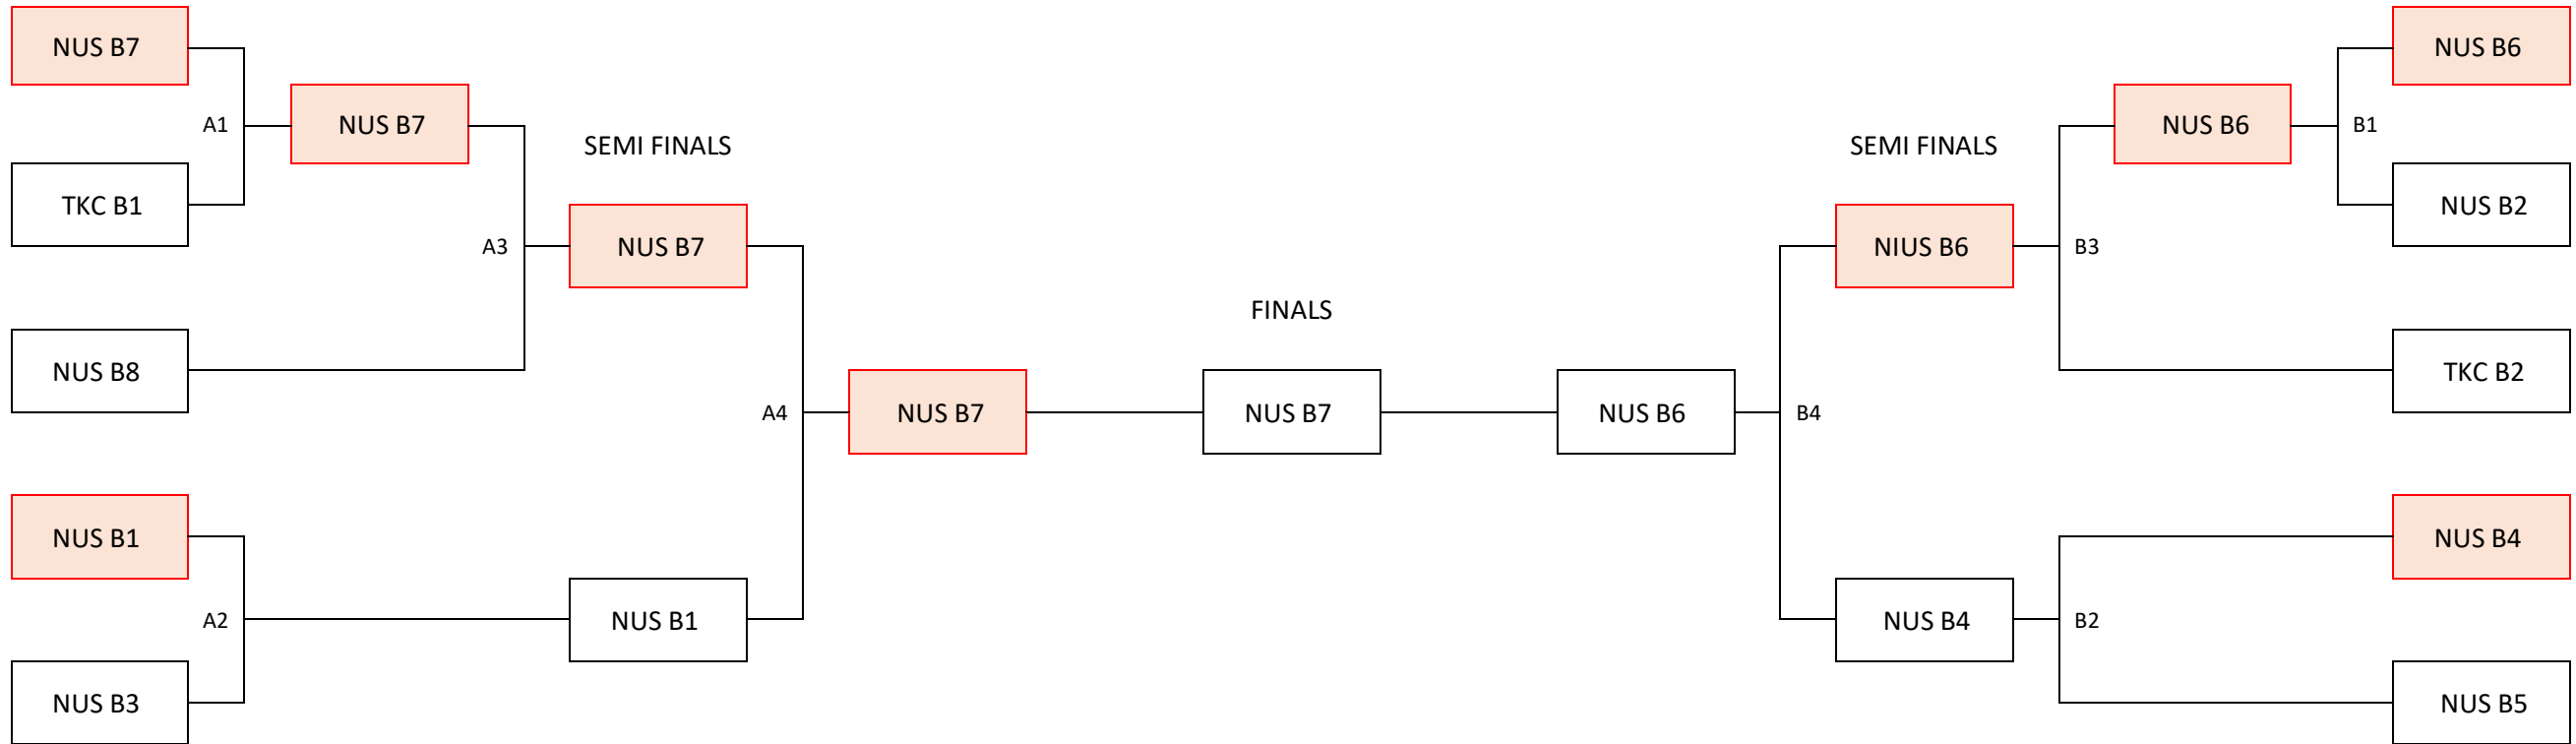 NUS B7
NUS B6
NUS B7
NUS B6
A1
B1
SEMI FINALS
SEMI FINALS
TKC B1
NUS B2
NUS B7
NIUS B6
A3
B3
FINALS
NUS B8
TKC B2
NUS B7
NUS B7
NUS B6
A4
B4
NUS B1
NUS B4
A2
NUS B1
NUS B4
B2
NUS B3
NUS B5